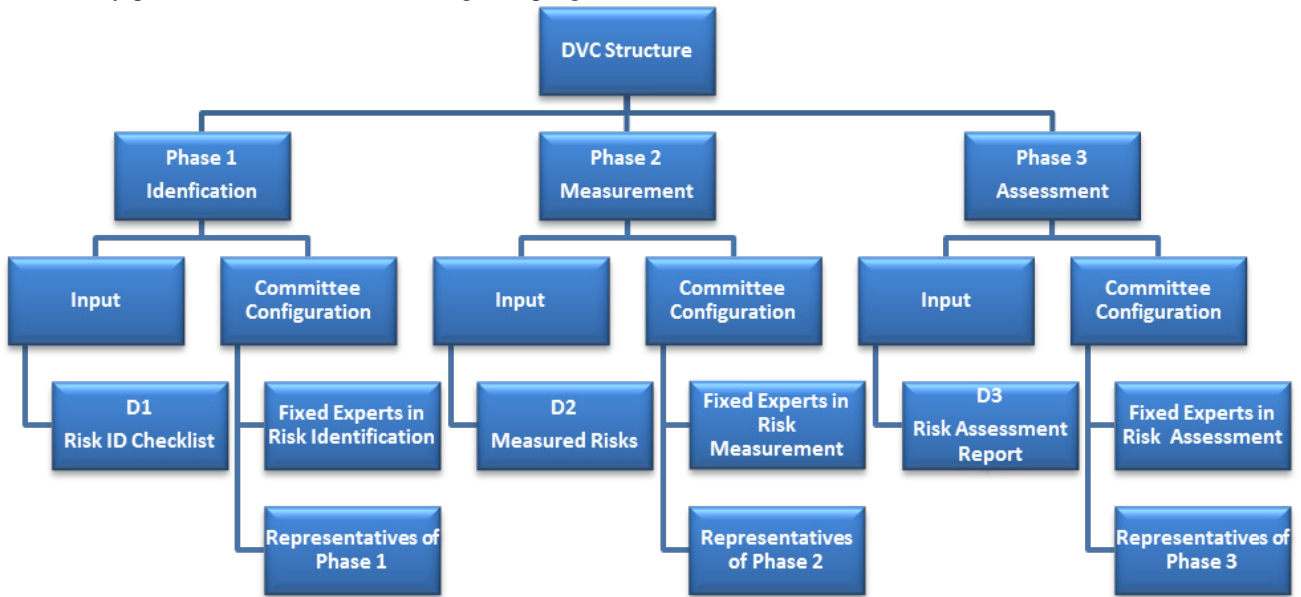 DVC Structure
Phase 1
Idenfication
Phase 2
Measurement
Phase 3
Assessment
Input
Committee
Configuration
Input
Committee
Configuration
Input
Committee
Configuration
D1
Risk ID Checklist
Fixed Experts in
Risk Identification
D2
Measured Risks
Fixed Experts in
Risk
Measurement
D3
Risk Assessment
Report
Fixed Experts in
Risk Assessment
Representatives of
Phase 1
Representatives
of Phase 2
Representatives of
Phase 3